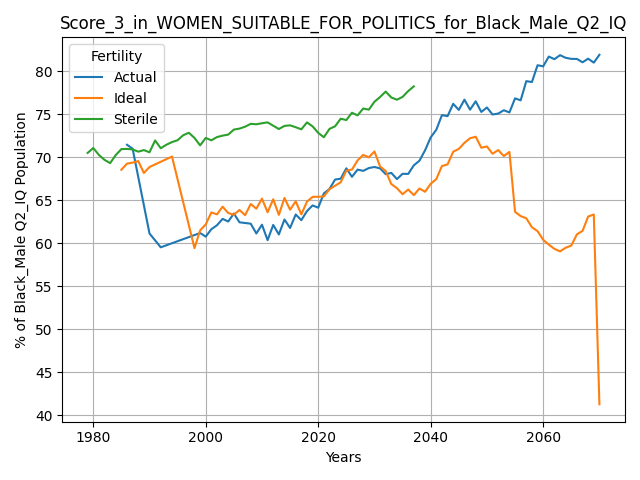 Score_3_in_WOMEN_SUITABLE_FOR_POLITICS_for_Black_Male_Q2_IQ
Fertility
Actual
Ideal
Sterile
% of Black_Male Q2_IQ Population
80
75
70
65
60
55
50
45
40
1980
2000
2020
2040
2060
Years